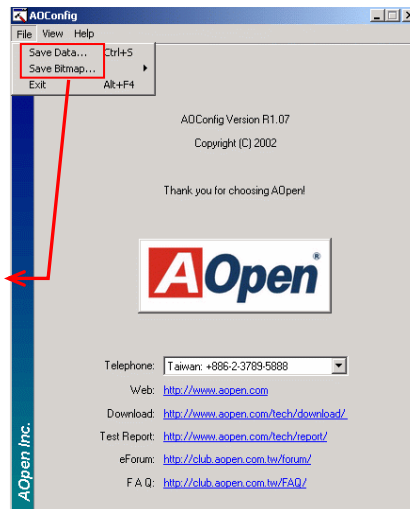 AOConfig
File View Help
Save Data... Ctrl+S
Save Bitmap...
Exit Alt+F4
AOConfig Version R1.07
Copyright (C) 2002
Thank you for choosing AOpen!
AOpen®
Telephone: Taiwan: +886-2-3789-5888
Web: http://www.aopen.com
Download: http://www.aopen.com/tech/download/
Test Report: http://www.aopen.com/tech/report/
eForum: http://club.aopen.com.tw/forum/
F A Q: http://club.aopen.com.tw/FAQ/
AOpen Inc.